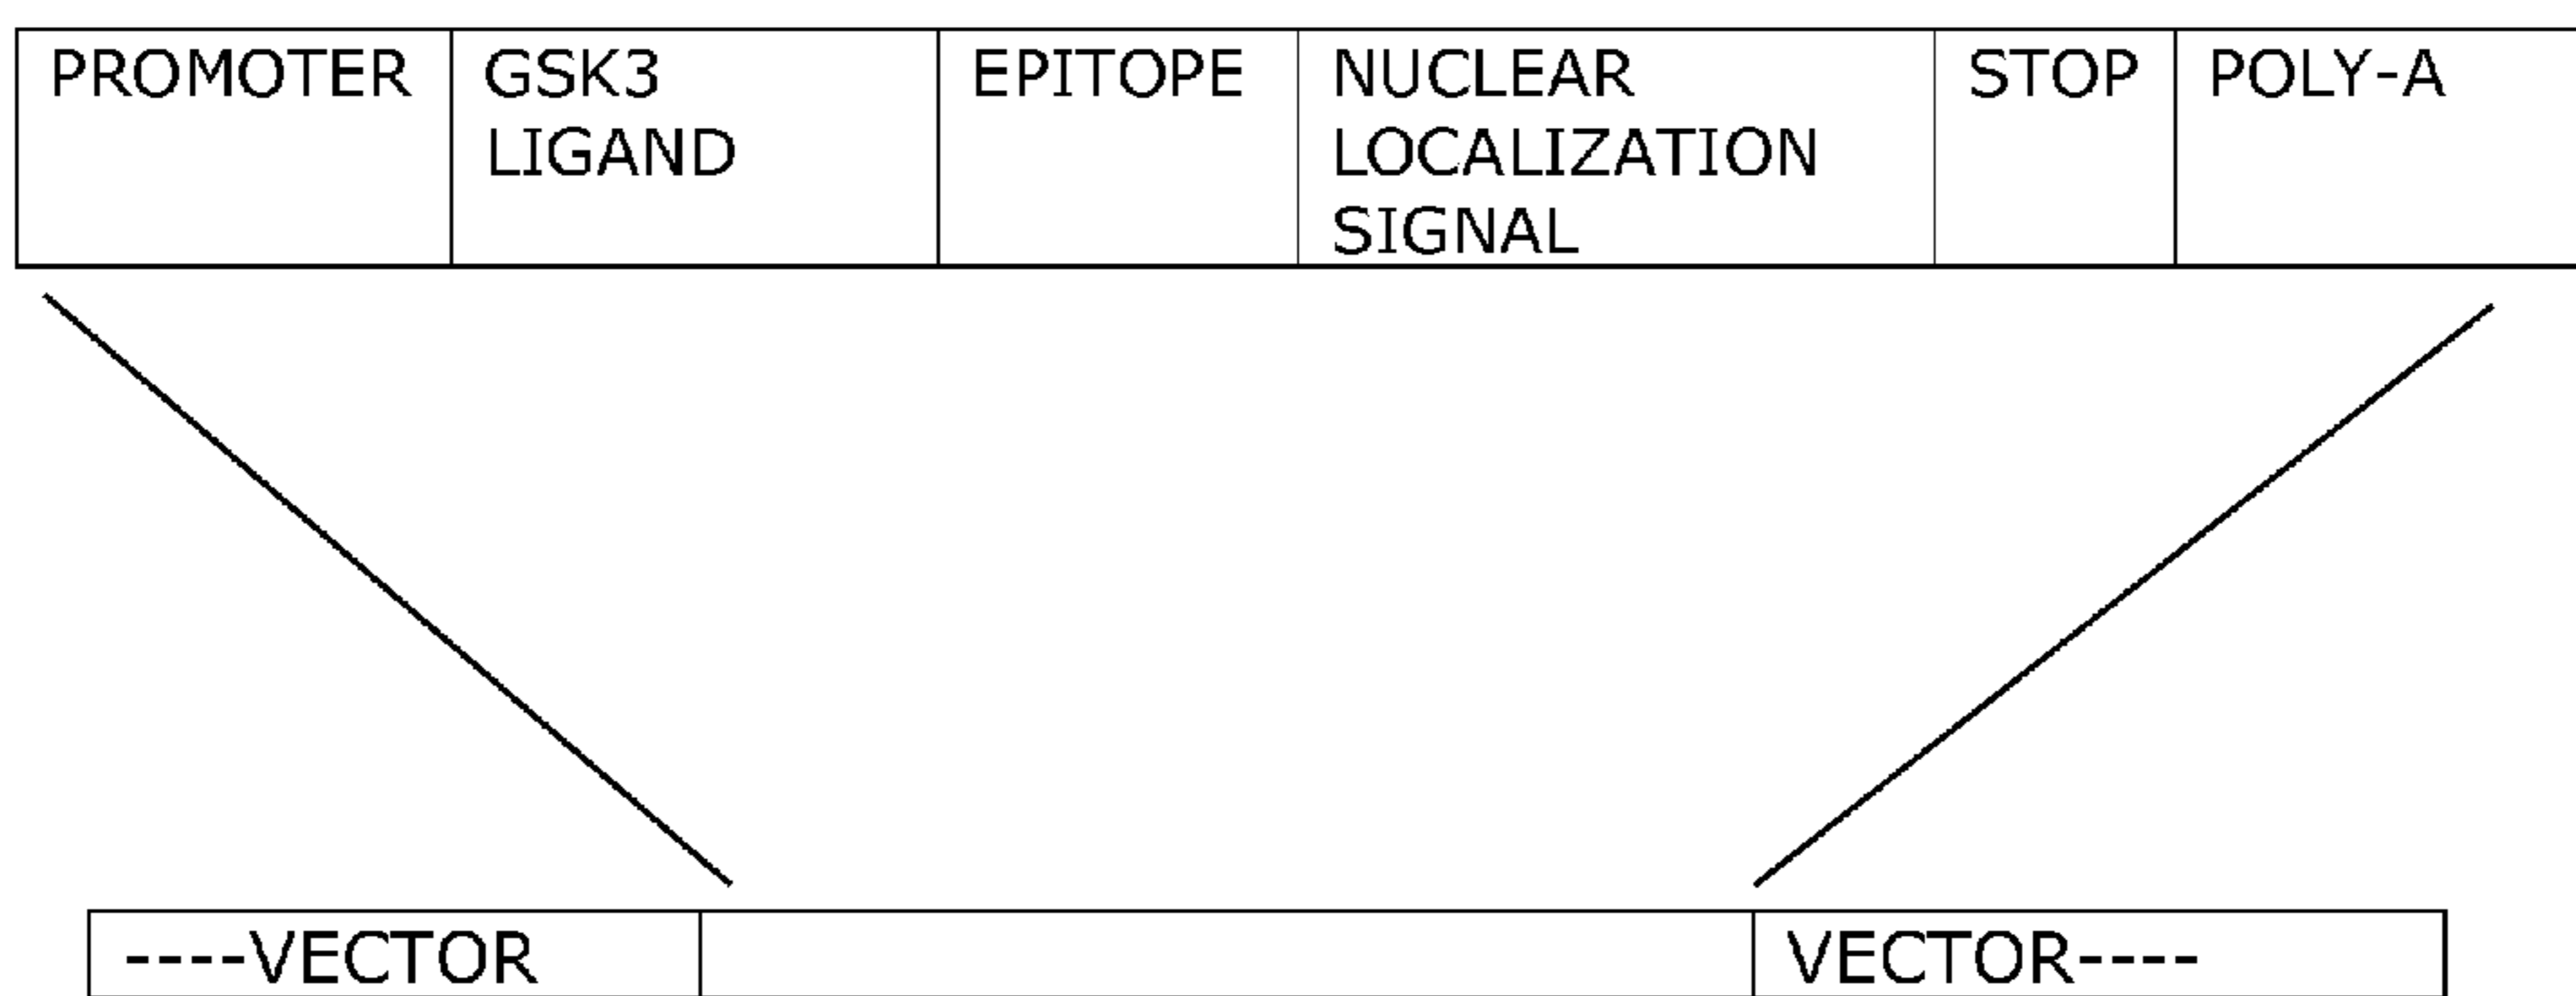 PROMOTER
GSK3
LIGAND
EPITOPE
NUCLEAR
LOCALIZATION
SIGNAL
STOP
POLY-A
----VECTOR
VECTOR----